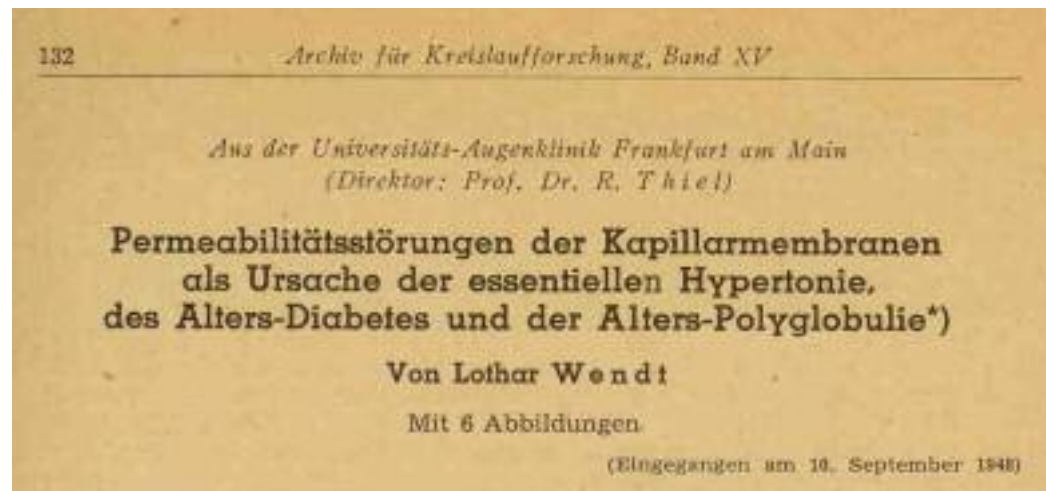 132 Archiv für Kreislaufforschung, Band XV
Aus der Universitäts-Augenklinik Frankfurt am Main
(Direktor: Prof. Dr. R. Thiel)
Permeabilitätsstörungen der Kapillarmembranen
als Ursache der essentiellen Hypertonie,
des Alters-Diabetes und der Alters-Polyglobulie*)
Von Lothar Wendt
Mit 6 Abbildungen
(Eingegangen am 10. September 1948)